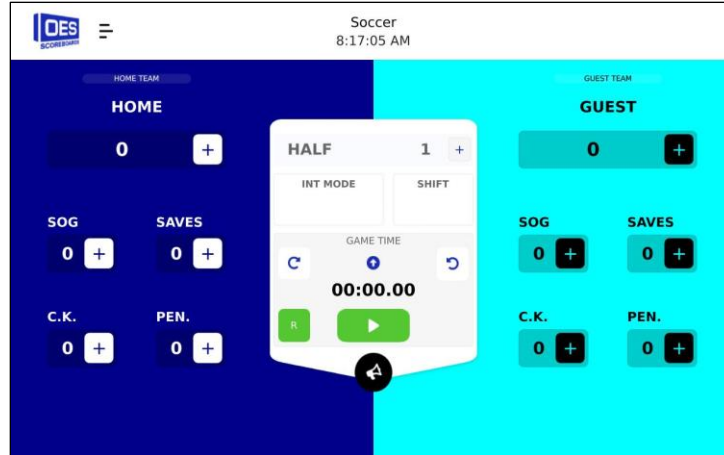 OES
SCOREBOARDS
Soccer
8:17:05 AM
HOME TEAM
HOME
0 +
SOG
0 +
SAVES
0 +
C.K.
0 +
PEN.
0 +
HALF 1 +
INT MODE
SHIFT
GAME TIME
00:00.00
R
GUEST TEAM
GUEST
0 +
SOG
0 +
SAVES
0 +
C.K.
0 +
PEN.
0 +